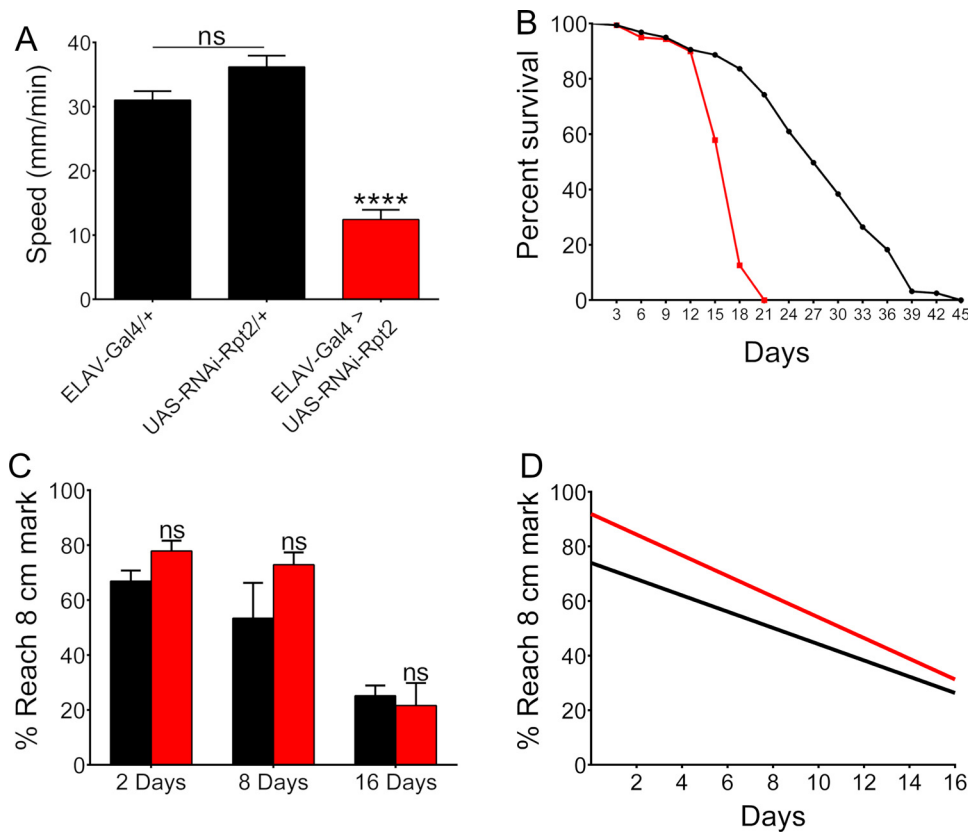 A
ns
Speed (mm/min)
40
30
20
10
0
****
ELAV-Gal4/+
UAS-RNAi-Rpt2/+
ELAV-Gal4 >
UAS-RNAi-Rpt2
B
Percent survival
100
80
60
40
20
0
3 6 9 12 15 18 21 24 27 30 33 36 39 42 45
Days
C
% Reach 8 cm mark
100
80
60
40
20
0
ns
ns
ns
2 Days 8 Days 16 Days
D
% Reach 8 cm mark
100
80
60
40
20
0
2 4 6 8 10 12 14 16
Days